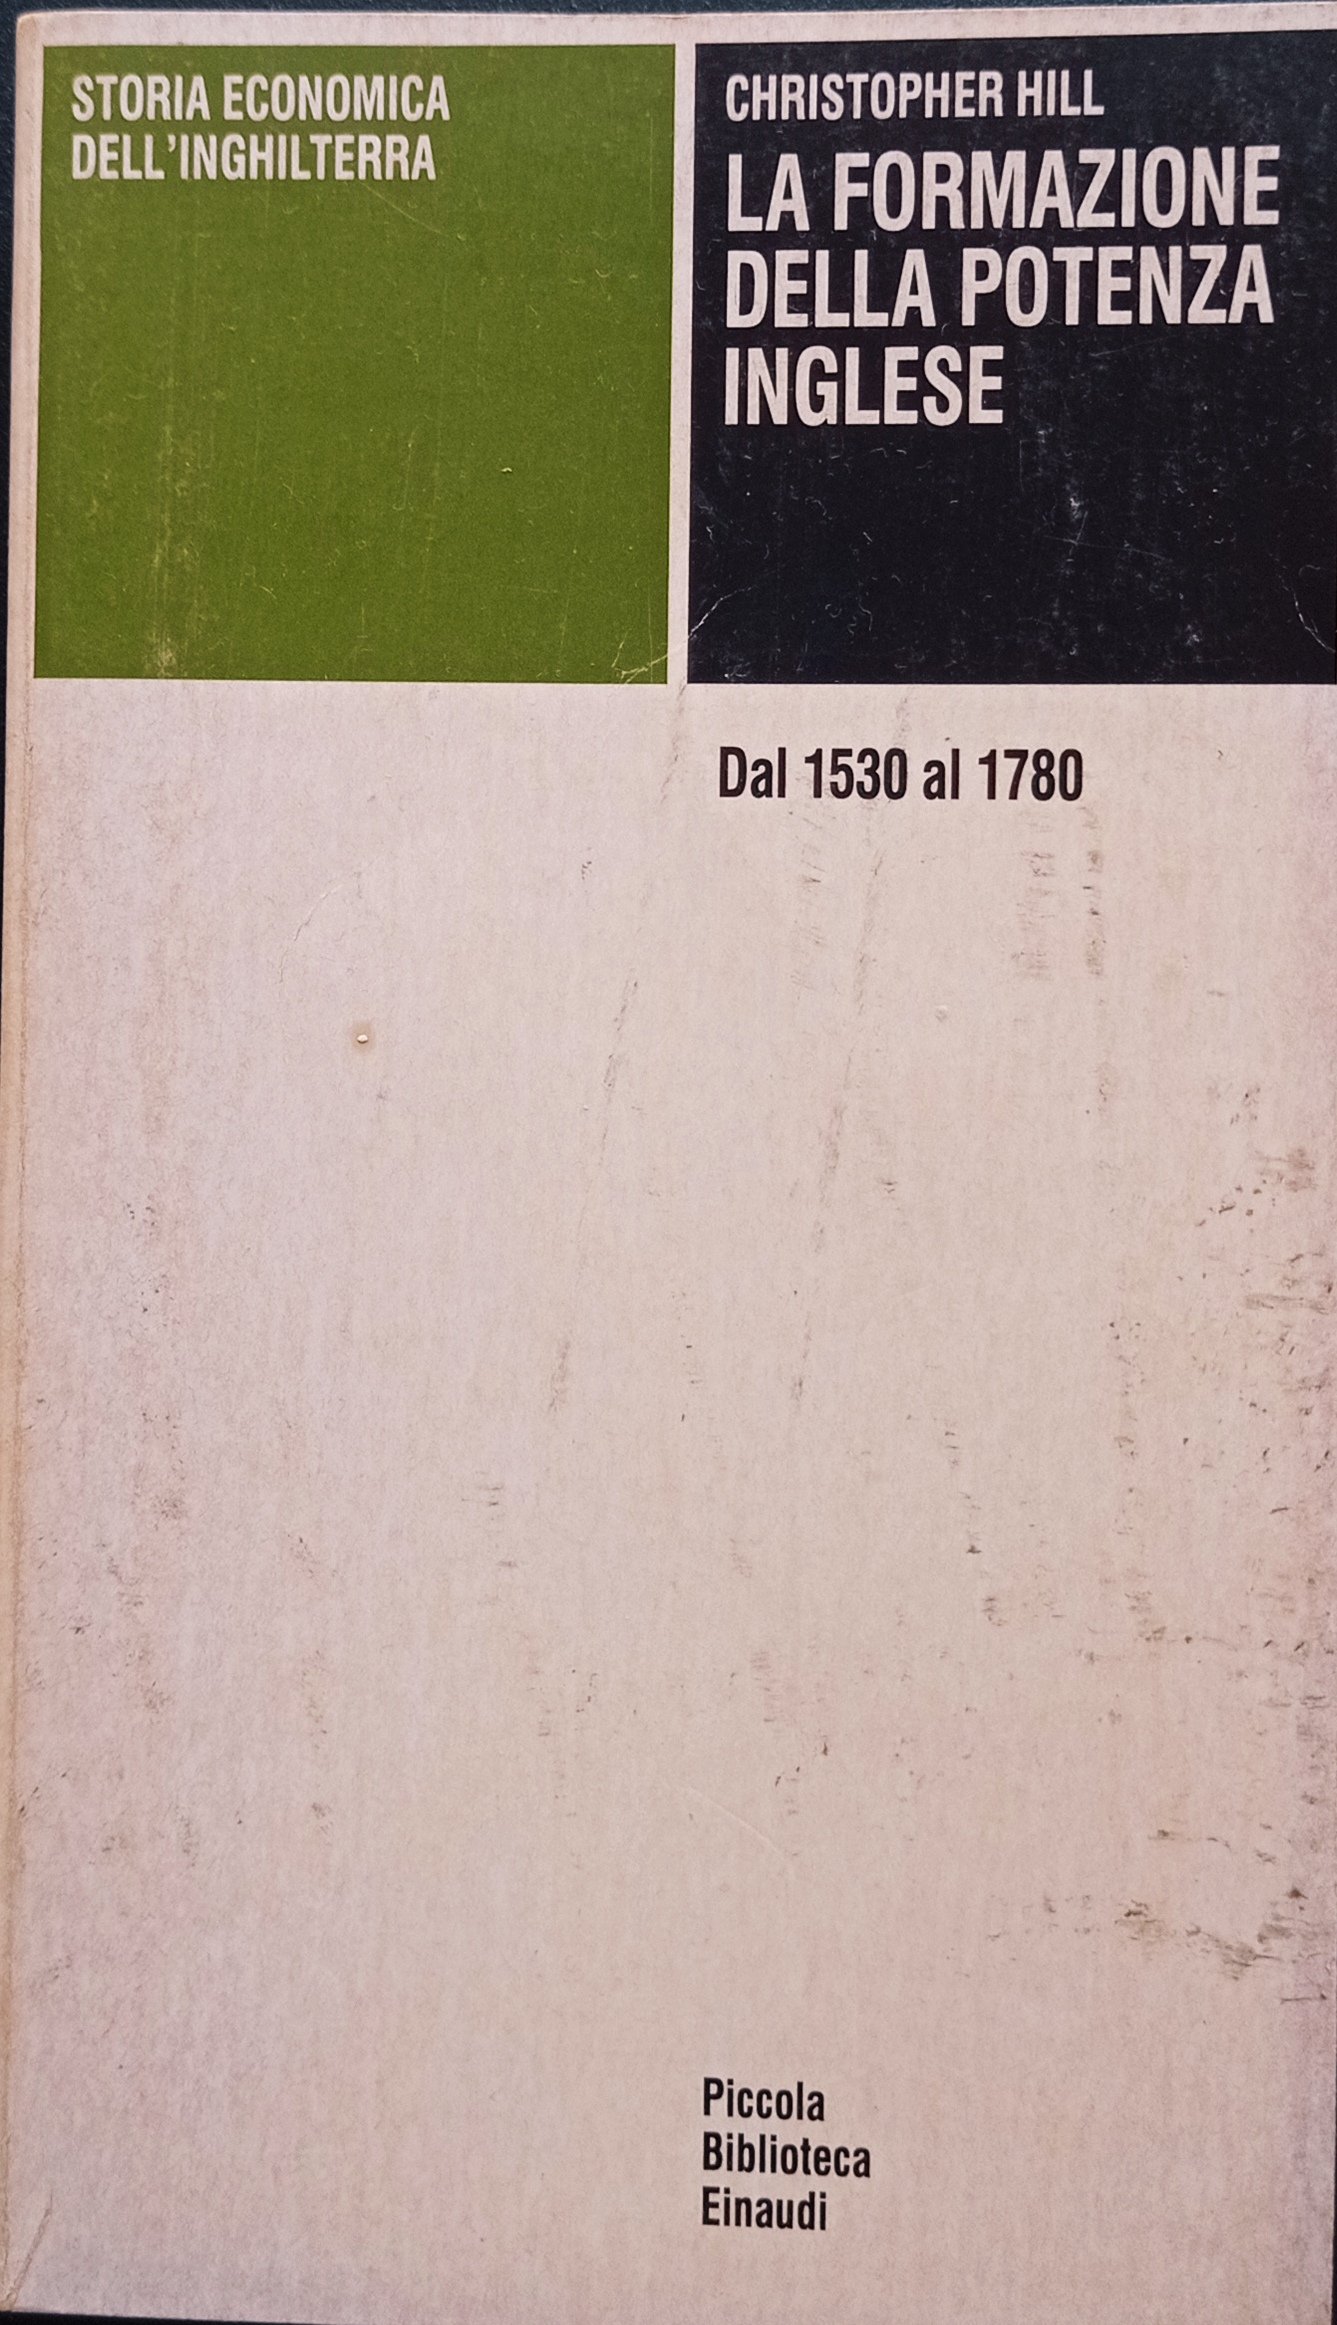 STORIA ECONOMICA
DELL'INGHILTERRA
CHRISTOPHER HILL
LA FORMAZIONE
DELLA POTENZA
INGLESE
Dal 1530 al 1780
Piccola
Biblioteca
Einaudi